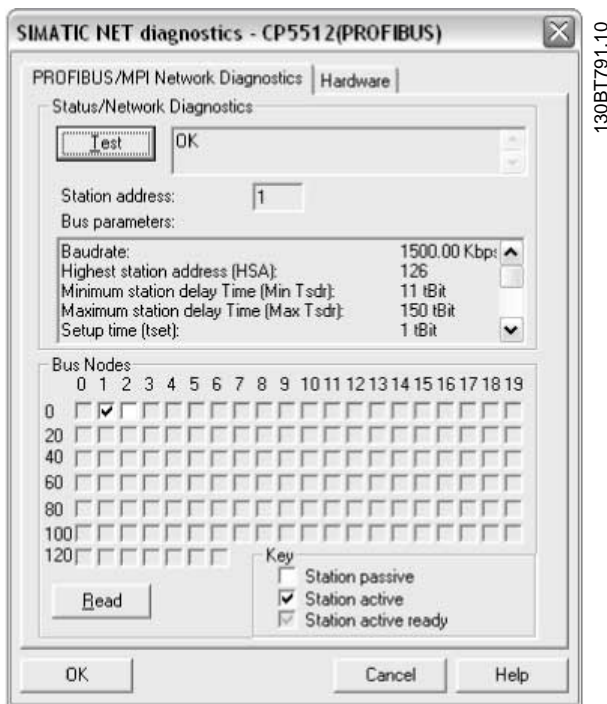 SIMATIC NET diagnostics - CP5512(PROFIBUS)
130BT791.10
PROFIBUS/MPI Network Diagnostics Hardware
Status/Network Diagnostics
Test OK
Station address: 1
Bus parameters:
Baudrate: 1500.00 Kbps
Highest station address (HSA): 126
Minimum station delay Time (Min Tsdr): 11 tBit
Maximum station delay Time (Max Tsdr): 150 tBit
Setup time (tset): 1 tBit
Bus Nodes
0 1 2 3 4 5 6 7 8 9 10 11 12 13 14 15 16 17 18 19
0
20
40
60
80
100
120
Key
Station passive
Read
Station active
Station active ready
OK Cancel Help